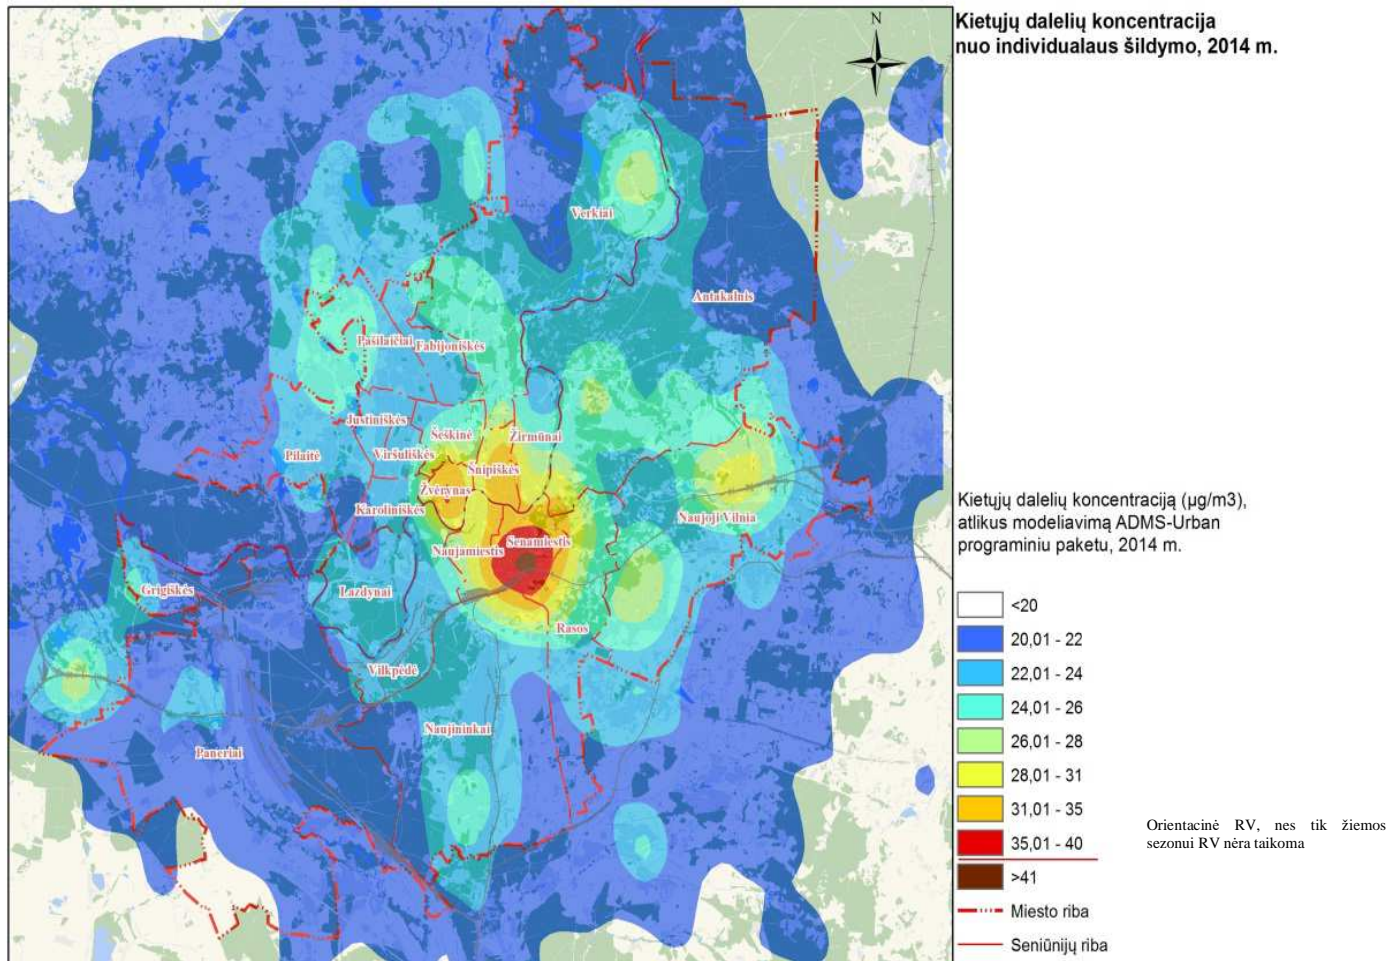 Kietųjų dalelių koncentracija
nuo individualaus šildymo, 2014 m.
N
Verkiai
Antakalnis
Pašilaičiai
Fabijoniškės
Justiniškės
Šeškinė
Žirmūnai
Pilaitė
Viršuliškės
Šnipiškės
Žvėrynas
Karoliniškės
Naujoji Vilnia
Naujamiestis
Senamiestis
Grigiškės
Lazdynai
Rasos
Vilkpėdė
Naujininkai
Paneriai
Kietųjų dalelių koncentraciją (µg/m3),
atlikus modeliavimą ADMS-Urban
programiniu paketu, 2014 m.
<20
20,01 - 22
22,01 - 24
24,01 - 26
26,01 - 28
28,01 - 31
31,01 - 35
35,01 - 40
>41
Miesto riba
Seniūnijų riba
Orientacinė RV, nes tik žiemos
sezonui RV nėra taikoma